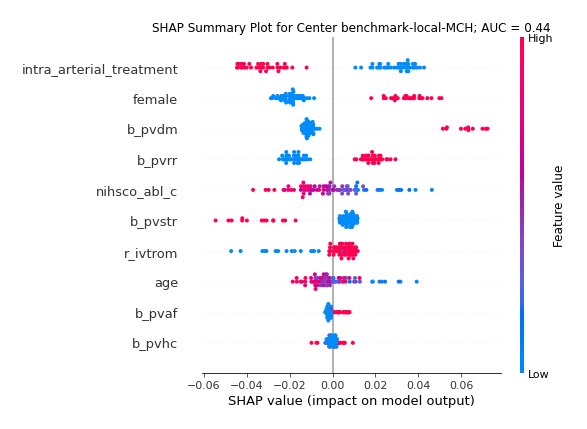 SHAP Summary Plot for Center benchmark-local-MCH; AUC = 0.44
High
intra_arterial_treatment
female
b_pvdm
b_pvrr
nihsco_abl_c
b_pvstr
r_ivtrom
age
b_pvaf
b_pvhc
Feature value
Low
−0.06 −0.04 −0.02 0.00 0.02 0.04 0.06
SHAP value (impact on model output)